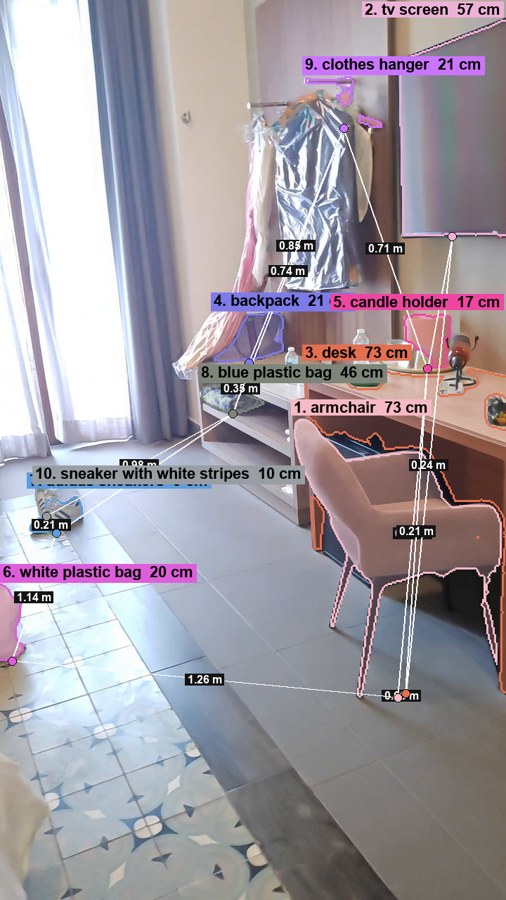 2. tv screen 57 cm
9. clothes hanger 21 cm
0.85 m
0.71 m
0.74 m
4. backpack 21
5. candle holder 17 cm
3. desk 73 cm
8. blue plastic bag 46 cm
0.35 m
1. armchair 73 cm
0.98 m
0.24 m
10. sneaker with white stripes 10 cm
0.21 m
0.21 m
6. white plastic bag 20 cm
1.14 m
1.26 m